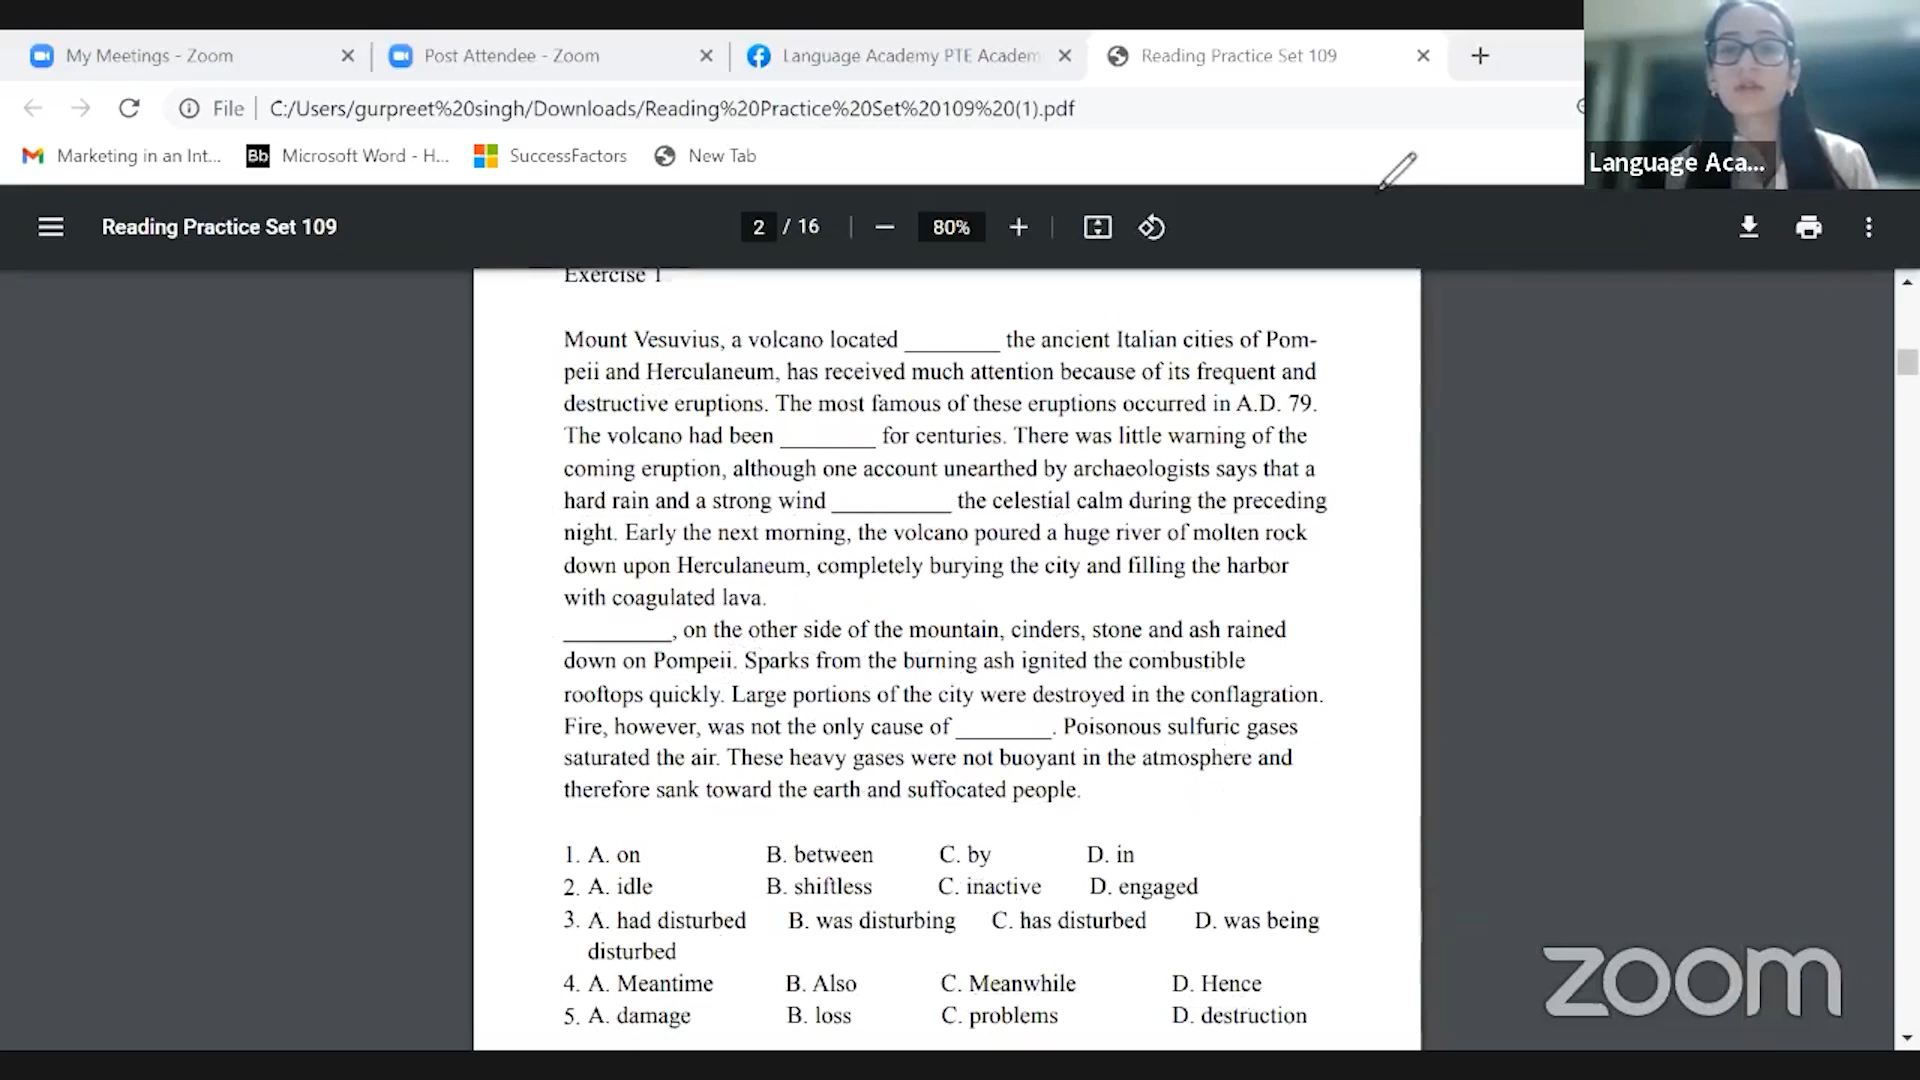 My Meetings - Zoom
Post Attendee - Zoom
Language Academy PTE Academ
Reading Practice Set 109
File
C:/Users/gurpreet%20singh/Downloads/Reading%20Practice%20Set%20109%20(1).pdf
Marketing in an Int...
Bb Microsoft Word - H...
SuccessFactors
New Tab
Language Aca...
Reading Practice Set 109
2 / 16
80%
Exercise 1
Mount Vesuvius, a volcano located ________ the ancient Italian cities of Pom-
peii and Herculaneum, has received much attention because of its frequent and
destructive eruptions. The most famous of these eruptions occurred in A.D. 79.
The volcano had been ________ for centuries. There was little warning of the
coming eruption, although one account unearthed by archaeologists says that a
hard rain and a strong wind __________ the celestial calm during the preceding
night. Early the next morning, the volcano poured a huge river of molten rock
down upon Herculaneum, completely burying the city and filling the harbor
with coagulated lava.
_________, on the other side of the mountain, cinders, stone and ash rained
down on Pompeii. Sparks from the burning ash ignited the combustible
rooftops quickly. Large portions of the city were destroyed in the conflagration.
Fire, however, was not the only cause of ________. Poisonous sulfuric gases
saturated the air. These heavy gases were not buoyant in the atmosphere and
therefore sank toward the earth and suffocated people.
1. A. on B. between C. by D. in
2. A. idle B. shiftless C. inactive D. engaged
3. A. had disturbed B. was disturbing C. has disturbed D. was being
disturbed
4. A. Meantime B. Also C. Meanwhile D. Hence
5. A. damage B. loss C. problems D. destruction
zoom